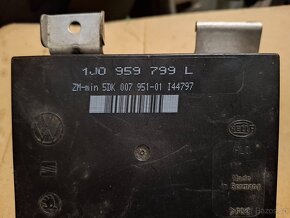 1J0 959 799 L
ZM-min 5DK 007 951-01 I44797
HELLA
Made in
Germany